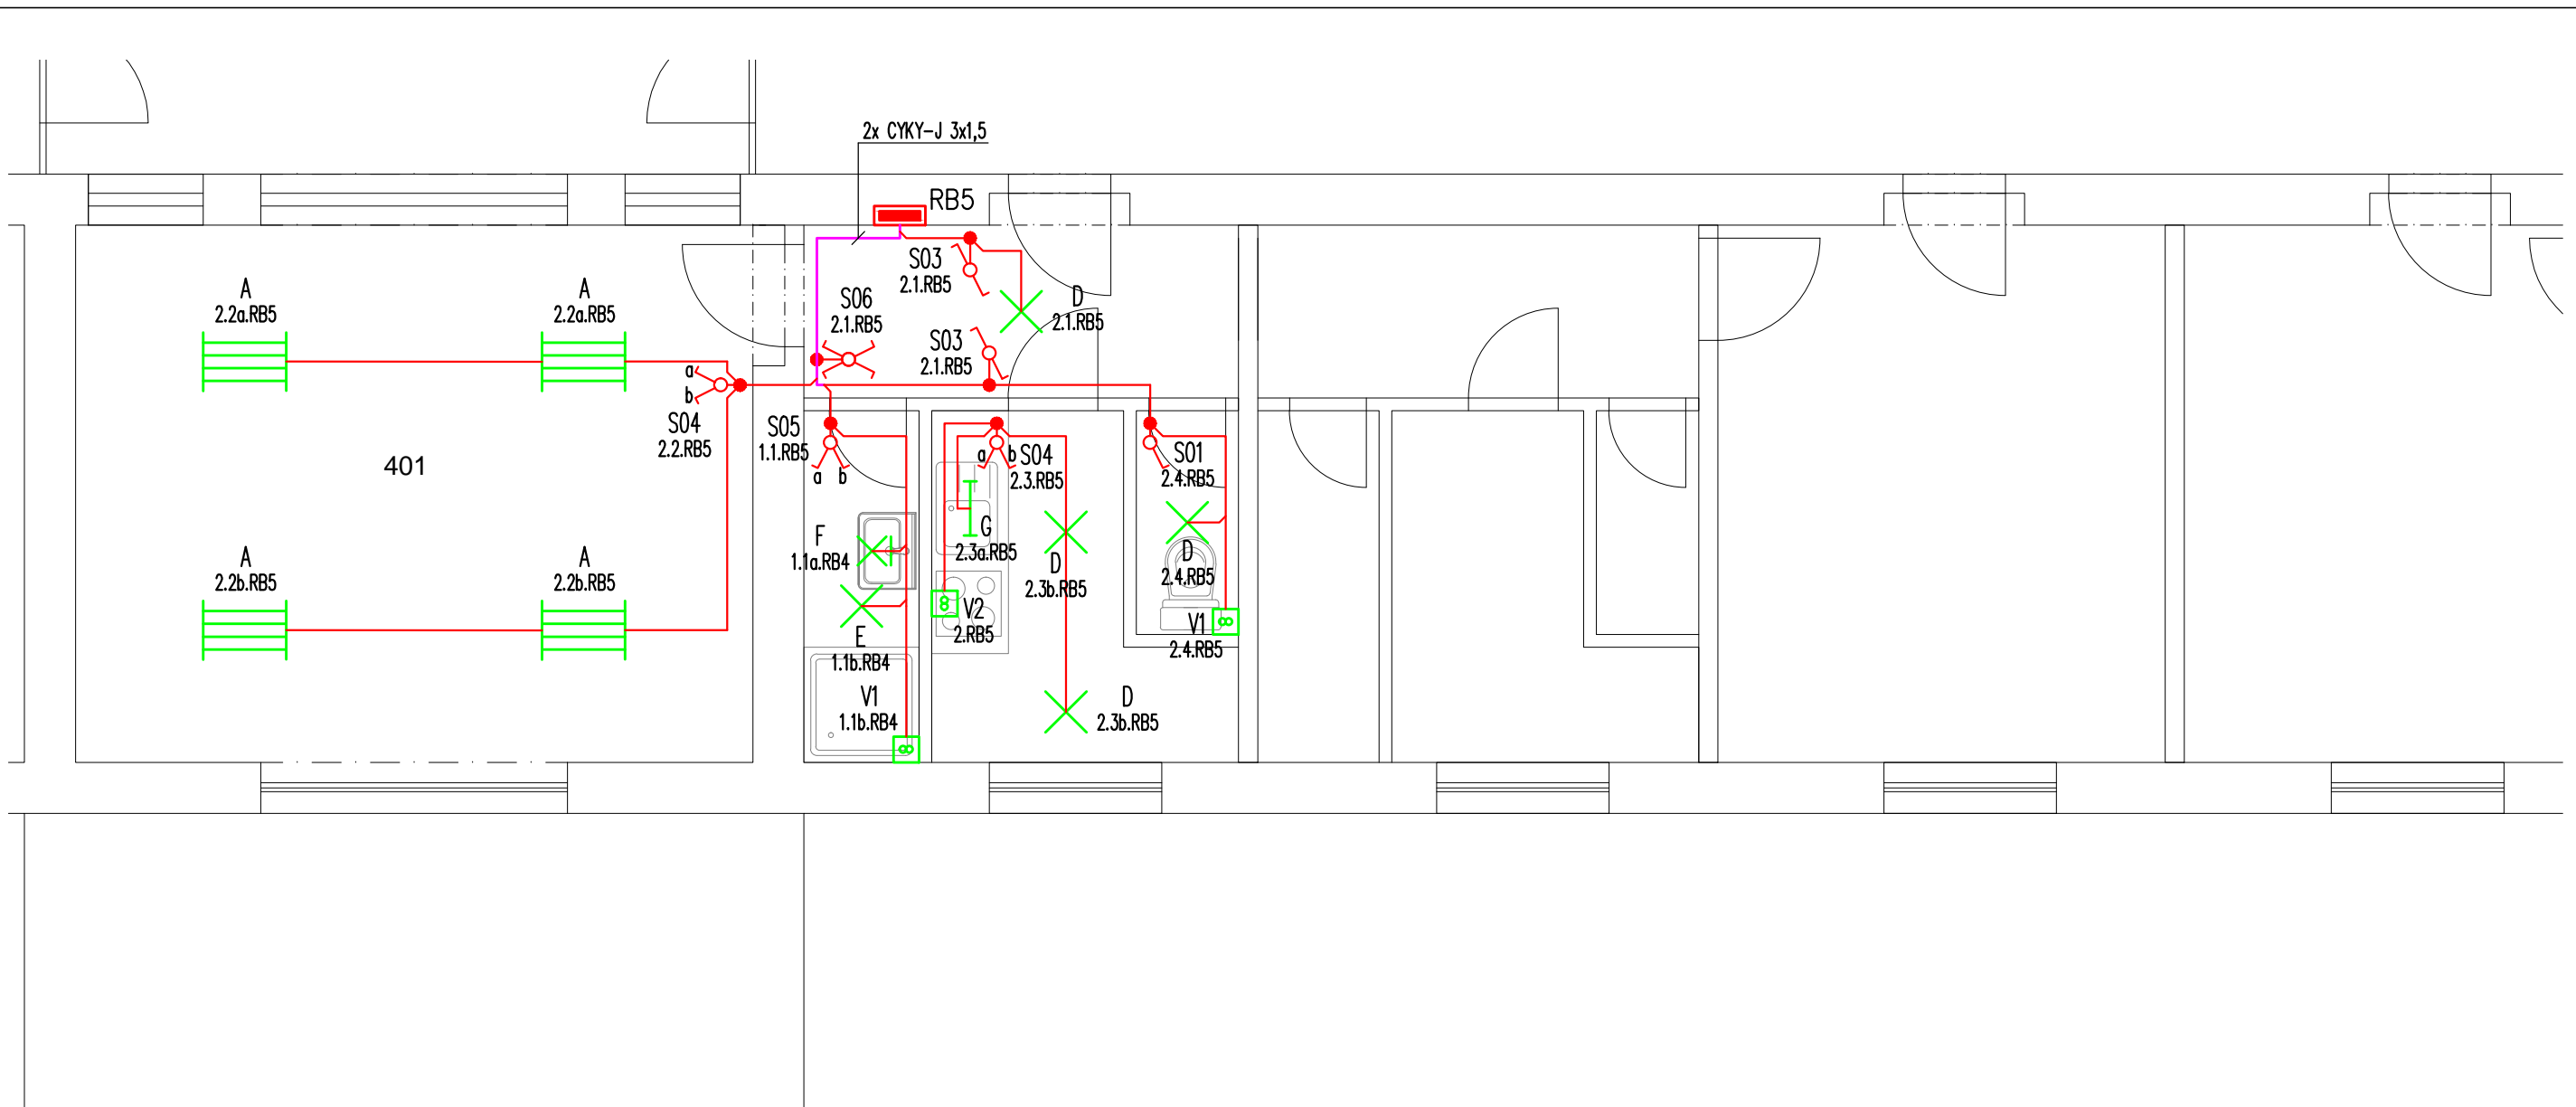 2x CYKY-J 3x1,5
RB5
S03
2.1.RB5
D
2.1.RB5
A
2.2a.RB5
A
2.2a.RB5
S06
2.1.RB5
S03
2.1.RB5
a
b
S04
2.2.RB5
401
S05
1.1.RB5
a b
a b
S04
2.3.RB5
S01
2.4.RB5
F
1.1a.RB4
G
2.3a.RB5
D
2.3b.RB5
D
2.4.RB5
A
2.2b.RB5
A
2.2b.RB5
E
1.1b.RB4
V2
2.RB5
V1
2.4.RB5
V1
1.1b.RB4
D
2.3b.RB5